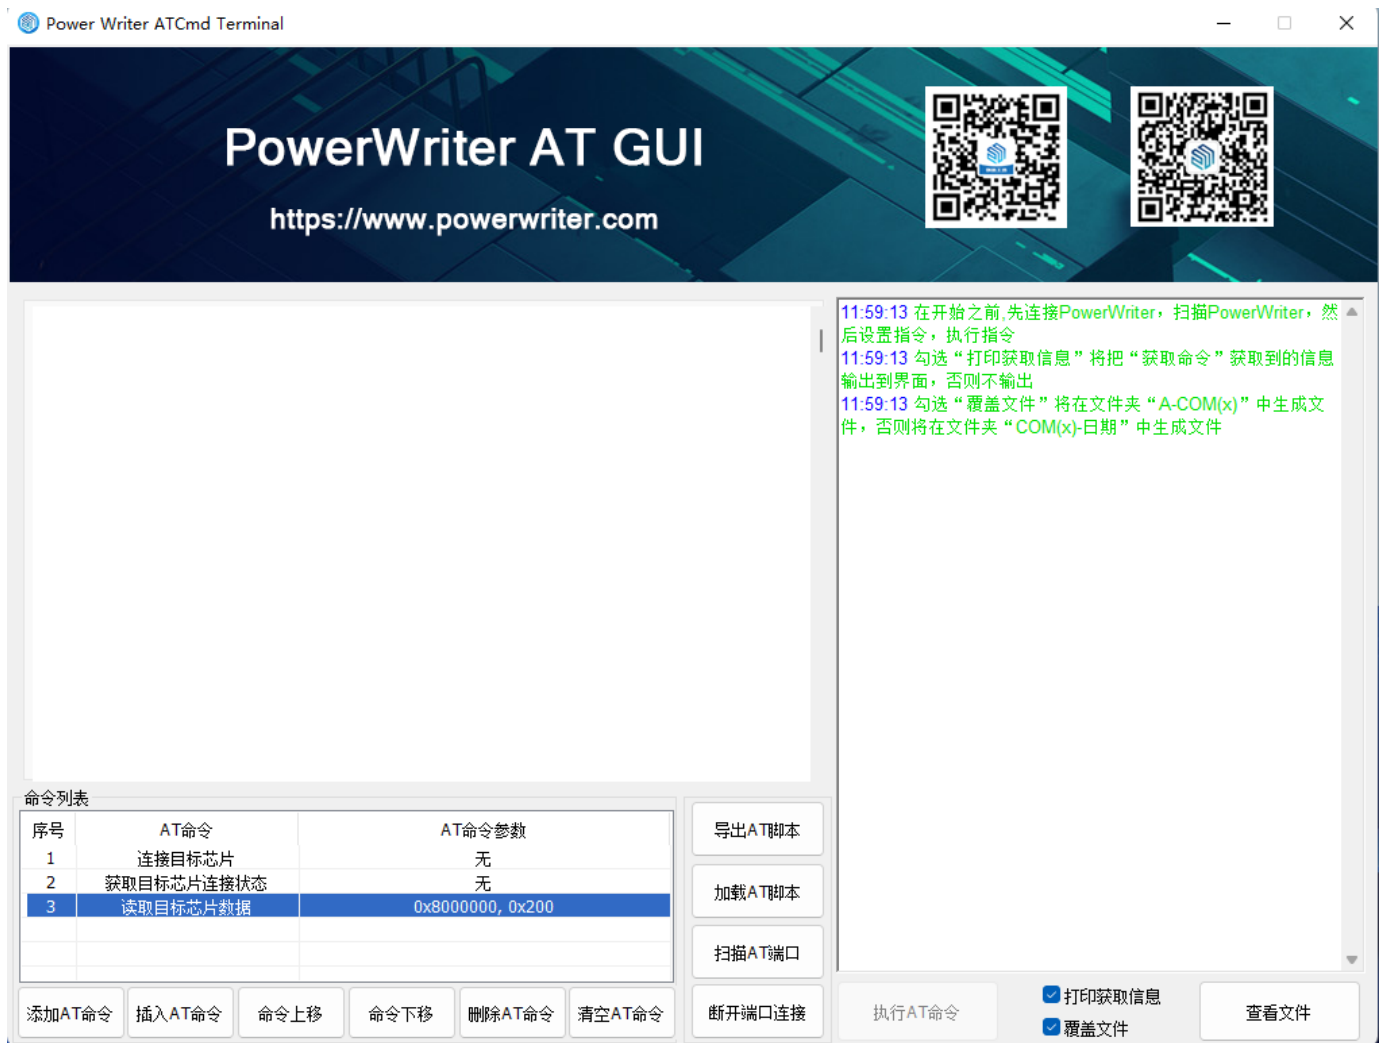 Power Writer ATCmd Terminal
PowerWriter AT GUI
https://www.powerwriter.com
11:59:13 在开始之前,先连接PowerWriter，扫描PowerWriter，然
后设置指令，执行指令
11:59:13 勾选“打印获取信息”将把“获取命令”获取到的信息
输出到界面，否则不输出
11:59:13 勾选“覆盖文件”将在文件夹“A-COM(x)”中生成文
件，否则将在文件夹“COM(x)-日期”中生成文件
命令列表
序号 AT命令 AT命令参数
1 连接目标芯片 无
2 获取目标芯片连接状态 无
3 读取目标芯片数据 0x8000000, 0x200
导出AT脚本
加载AT脚本
扫描AT端口
断开端口连接
添加AT命令 插入AT命令 命令上移 命令下移 删除AT命令 清空AT命令
执行AT命令
打印获取信息
覆盖文件
查看文件